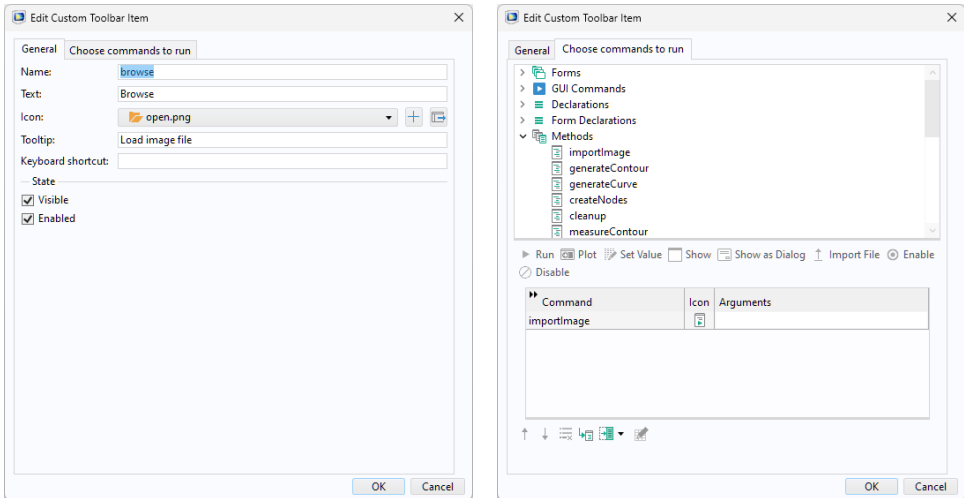 Edit Custom Toolbar Item
General Choose commands to run
Name: browse
Text: Browse
Icon: open.png
Tooltip: Load image file
Keyboard shortcut:
State
Visible
Enabled
OK Cancel
Edit Custom Toolbar Item
General Choose commands to run
Forms
GUI Commands
Declarations
Form Declarations
Methods
importImage
generateContour
generateCurve
createNodes
cleanup
measureContour
Run Plot Set Value Show Show as Dialog Import File Enable
Disable
Command Icon Arguments
importImage
OK Cancel